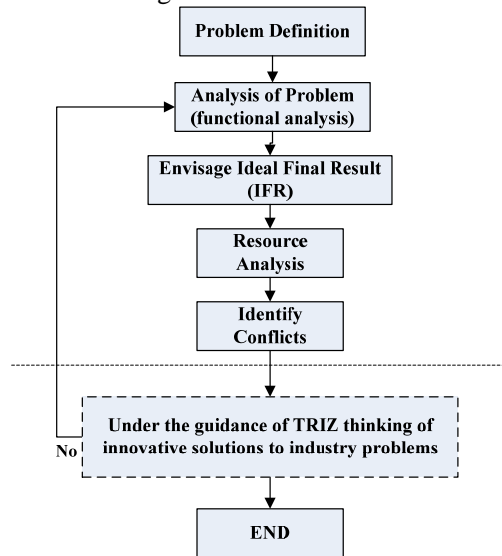 Problem Definition
Analysis of Problem
(functional analysis)
Envisage Ideal Final Result
(IFR)
Resource
Analysis
Identify
Conflicts
Under the guidance of TRIZ thinking of
innovative solutions to industry problems
No
END